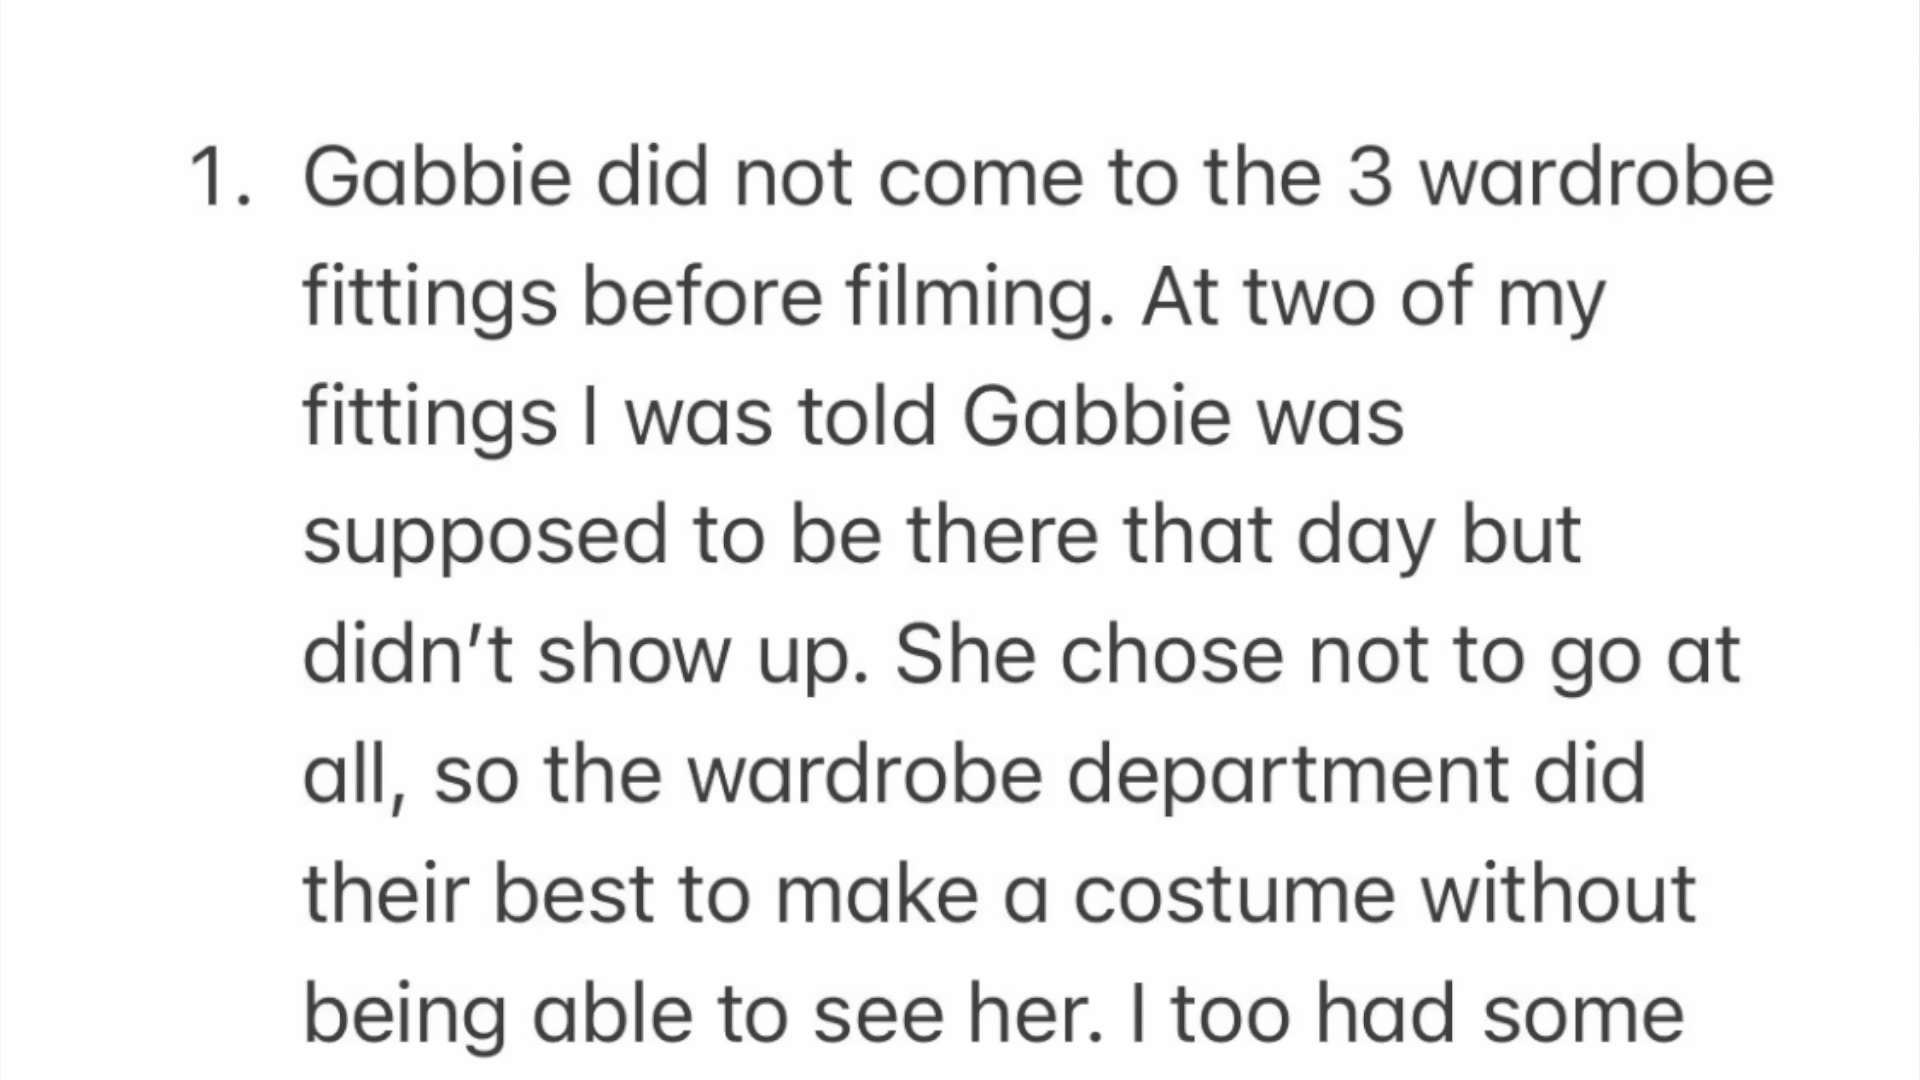 1. Gabbie did not come to the 3 wardrobe
fittings before filming. At two of my
fittings I was told Gabbie was
supposed to be there that day but
didn’t show up. She chose not to go at
all, so the wardrobe department did
their best to make a costume without
being able to see her. I too had some